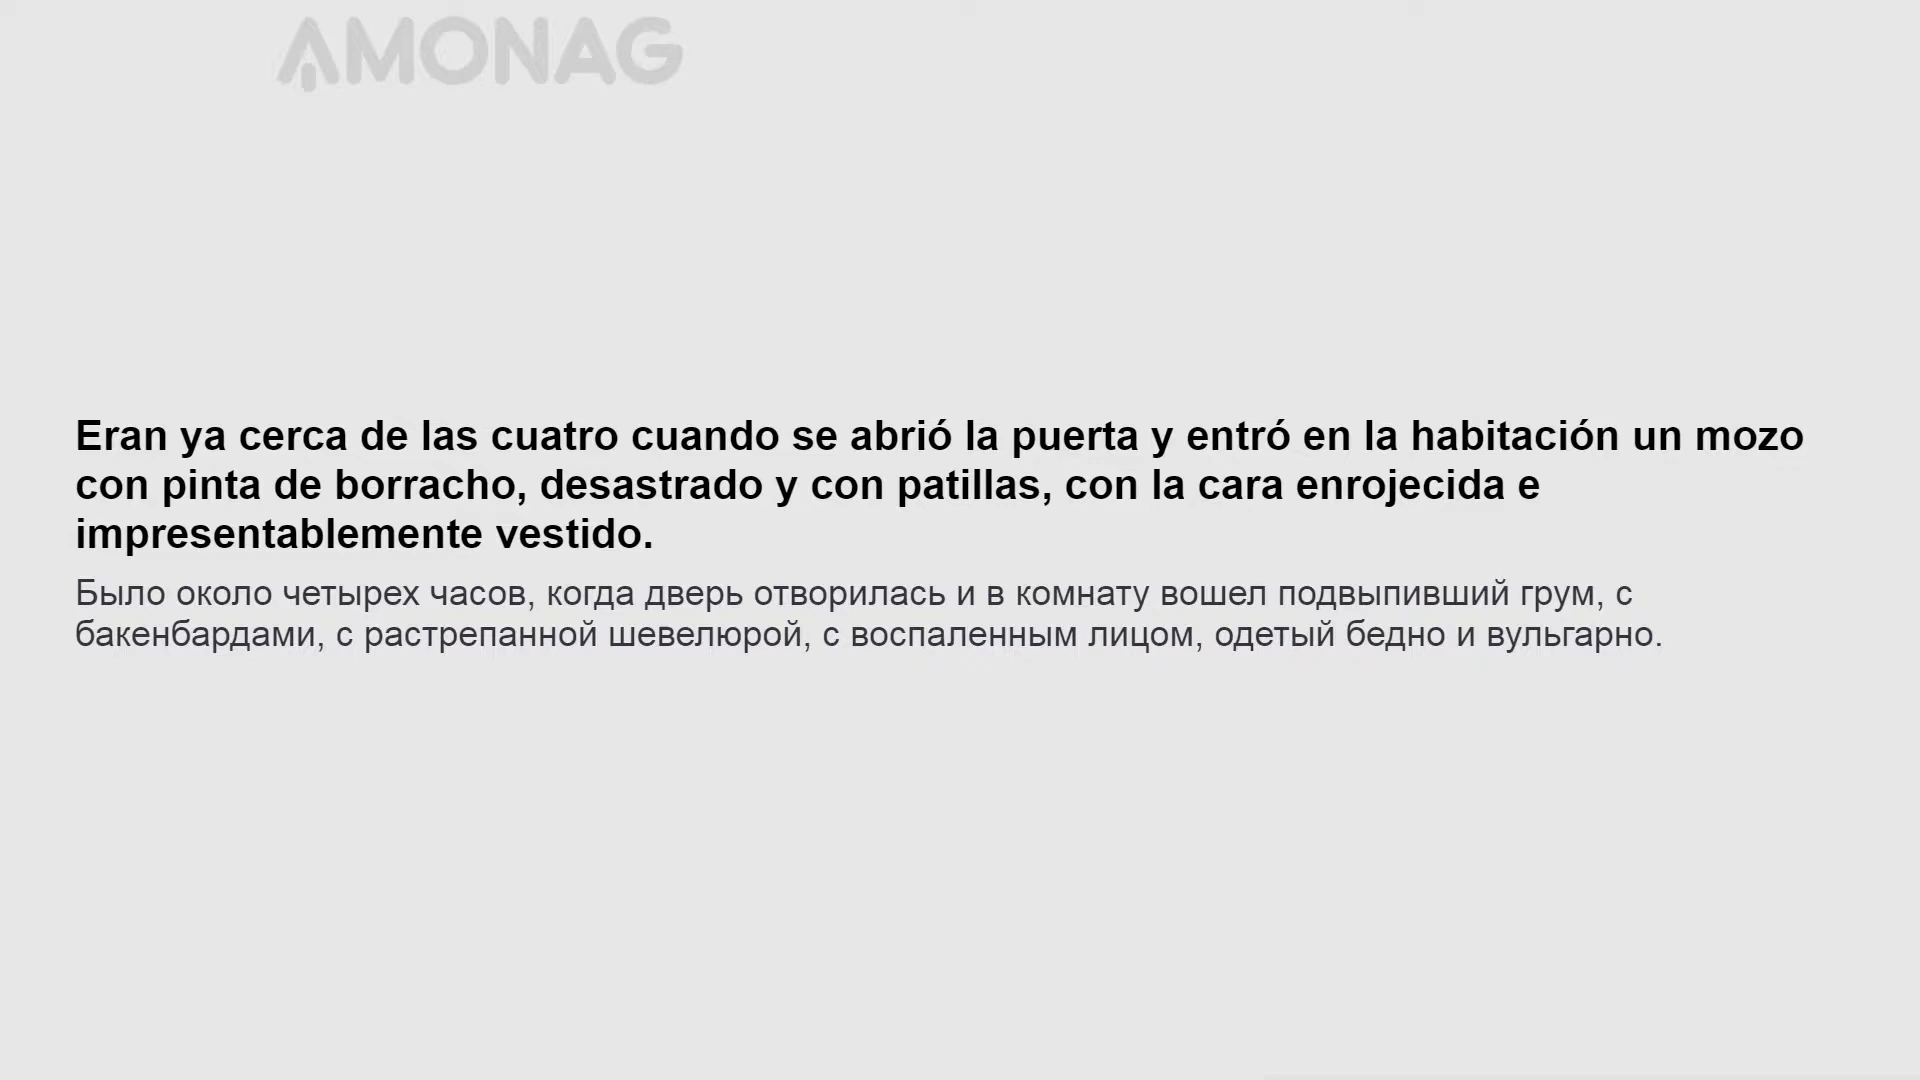 AMONAG
Eran ya cerca de las cuatro cuando se abrió la puerta y entró en la habitación un mozo
con pinta de borracho, desastrado y con patillas, con la cara enrojecida e
impresentablemente vestido.
Было около четырех часов, когда дверь отворилась и в комнату вошел подвыпивший грум, с
бакенбардами, с растрепанной шевелюрой, с воспаленным лицом, одетый бедно и вульгарно.